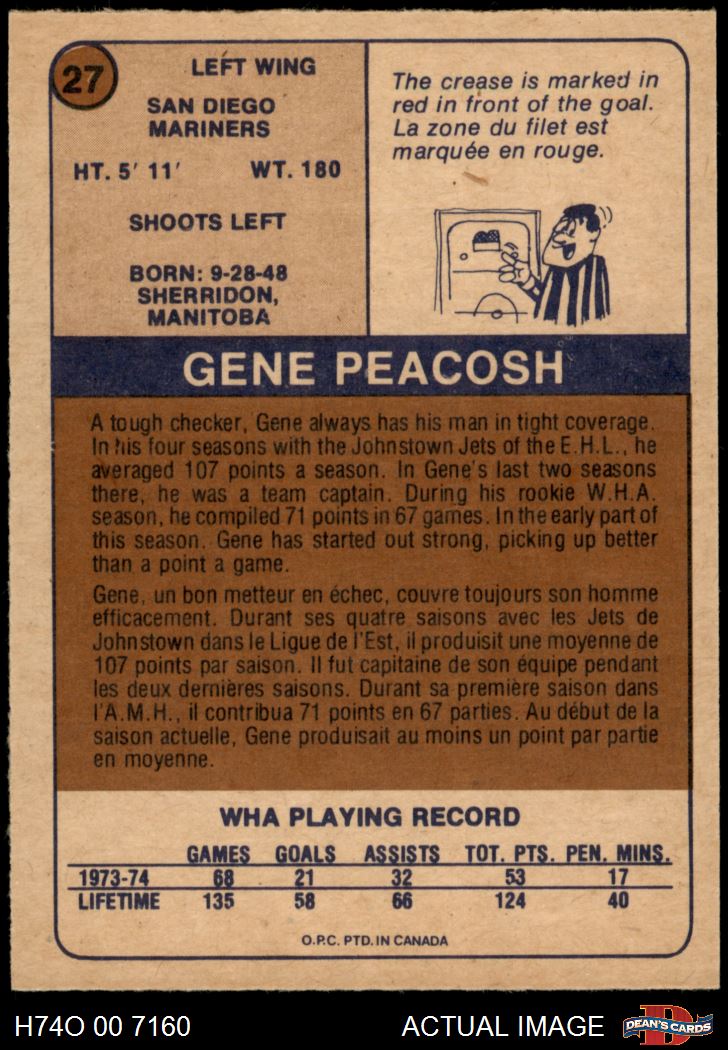 27
LEFT WING
SAN DIEGO
MARINERS
HT. 5' 11' WT. 180
SHOOTS LEFT
BORN: 9-28-48
SHERRIDON,
MANITOBA
The crease is marked in
red in front of the goal.
La zone du filet est
marquée en rouge.
GENE PEACOSH
A tough checker, Gene always has his man in tight coverage.
In his four seasons with the Johnstown Jets of the E.H.L., he
averaged 107 points a season. In Gene's last two seasons
there, he was a team captain. During his rookie W.H.A.
season, he compiled 71 points in 67 games. In the early part of
this season. Gene has started out strong, picking up better
than a point a game.
Gene, un bon metteur en échec, couvre toujours son homme
efficacement. Durant ses quatre saisons avec les Jets de
Johnstown dans le Ligue de l'Est, il produisit une moyenne de
107 points par saison. Il fut capitaine de son équipe pendant
les deux dernières saisons. Durant sa première saison dans
l'A.M.H., il contribua 71 points en 67 parties. Au début de la
saison actuelle, Gene produisait au moins un point par partie
en moyenne.
WHA PLAYING RECORD
GAMES GOALS ASSISTS TOT. PTS. PEN. MINS.
1973-74 68 21 32 53 17
LIFETIME 135 58 66 124 40
O.P.C. PTD. IN CANADA
H74O 00 7160 ACTUAL IMAGE D DEAN'S CARDS